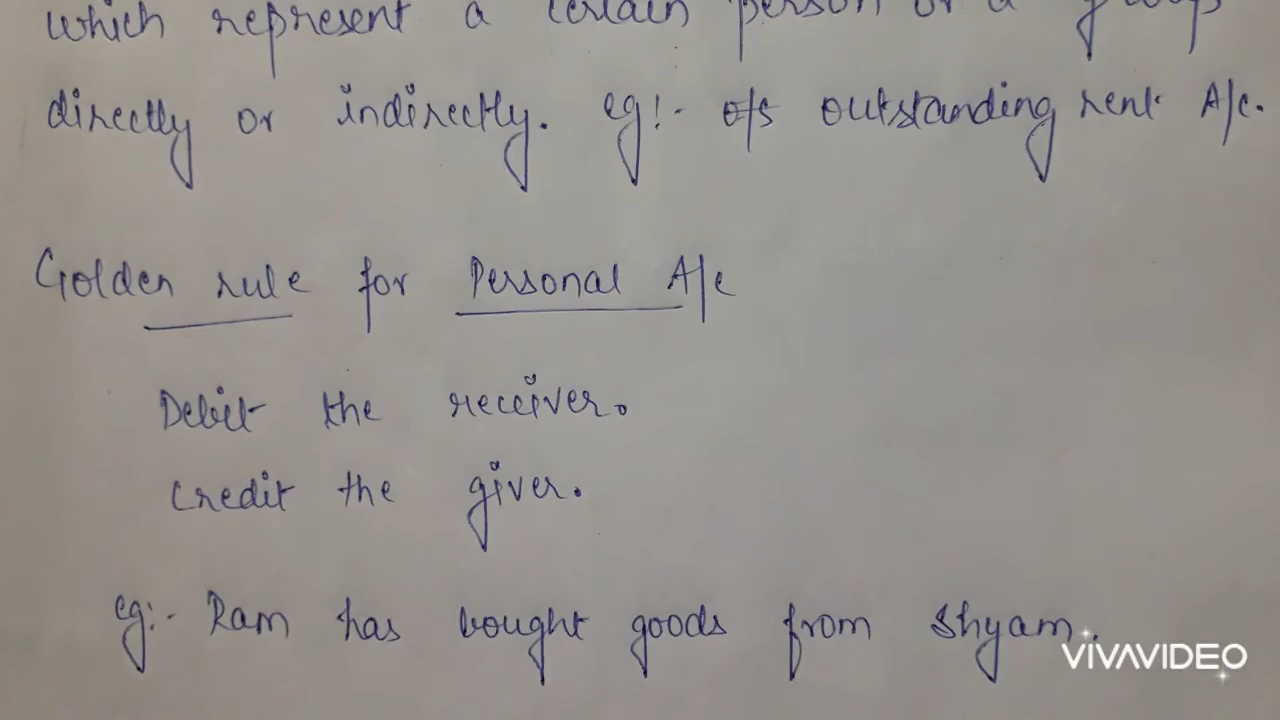 which represent a certain person or a group
directly or indirectly. eg:- o/s outstanding rent A/c.
Golden rule for Personal A/c
Debit the receiver.
Credit the giver.
eg:- Ram has bought goods from Shyam.
VIVAVIDEO